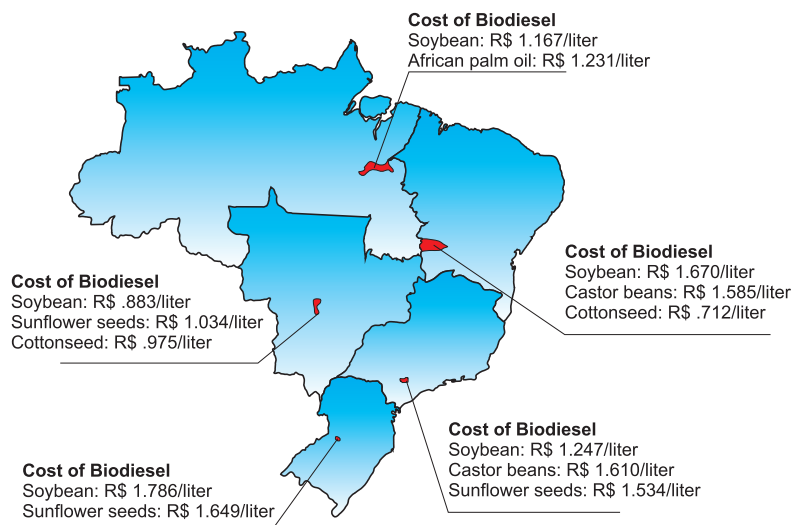 Cost of Biodiesel
Soybean: R$ 1.167/liter
African palm oil: R$ 1.231/liter
Cost of Biodiesel
Soybean: R$ 1.670/liter
Castor beans: R$ 1.585/liter
Cottonseed: R$ .712/liter
Cost of Biodiesel
Soybean: R$ .883/liter
Sunflower seeds: R$ 1.034/liter
Cottonseed: R$ .975/liter
Cost of Biodiesel
Soybean: R$ 1.247/liter
Castor beans: R$ 1.610/liter
Sunflower seeds: R$ 1.534/liter
Cost of Biodiesel
Soybean: R$ 1.786/liter
Sunflower seeds: R$ 1.649/liter